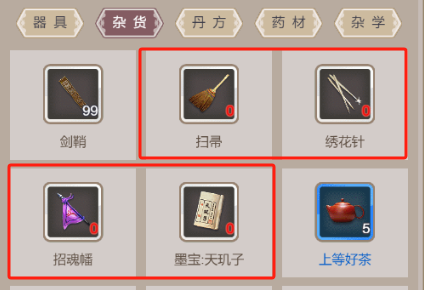 器具 杂货 丹方 药材 杂学
99 0 0
剑鞘 扫帚 绣花针
0 0 5
招魂幡 墨宝:天玑子 上等好茶